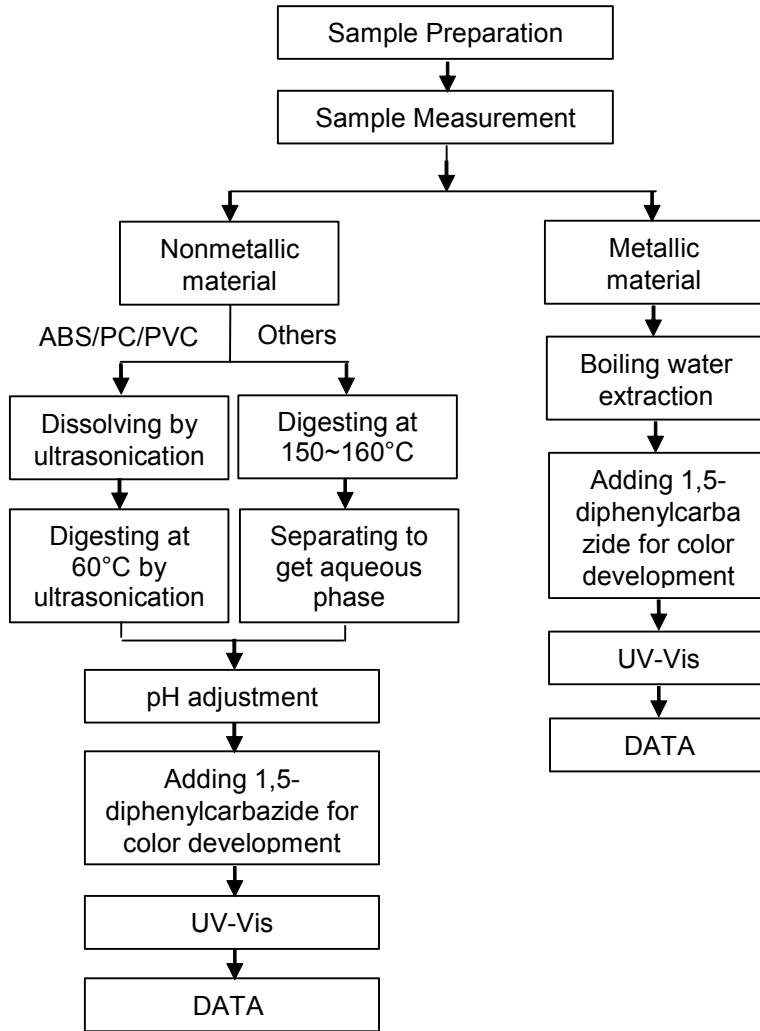 Sample Preparation
Sample Measurement
Nonmetallic
material
ABS/PC/PVC
Others
Dissolving by
ultrasonication
Digesting at
150~160°C
Digesting at
60°C by
ultrasonication
Separating to
get aqueous
phase
pH adjustment
Adding 1,5-
diphenylcarbazide for
color development
UV-Vis
DATA
Metallic
material
Boiling water
extraction
Adding 1,5-
diphenylcarba
zide for color
development
UV-Vis
DATA